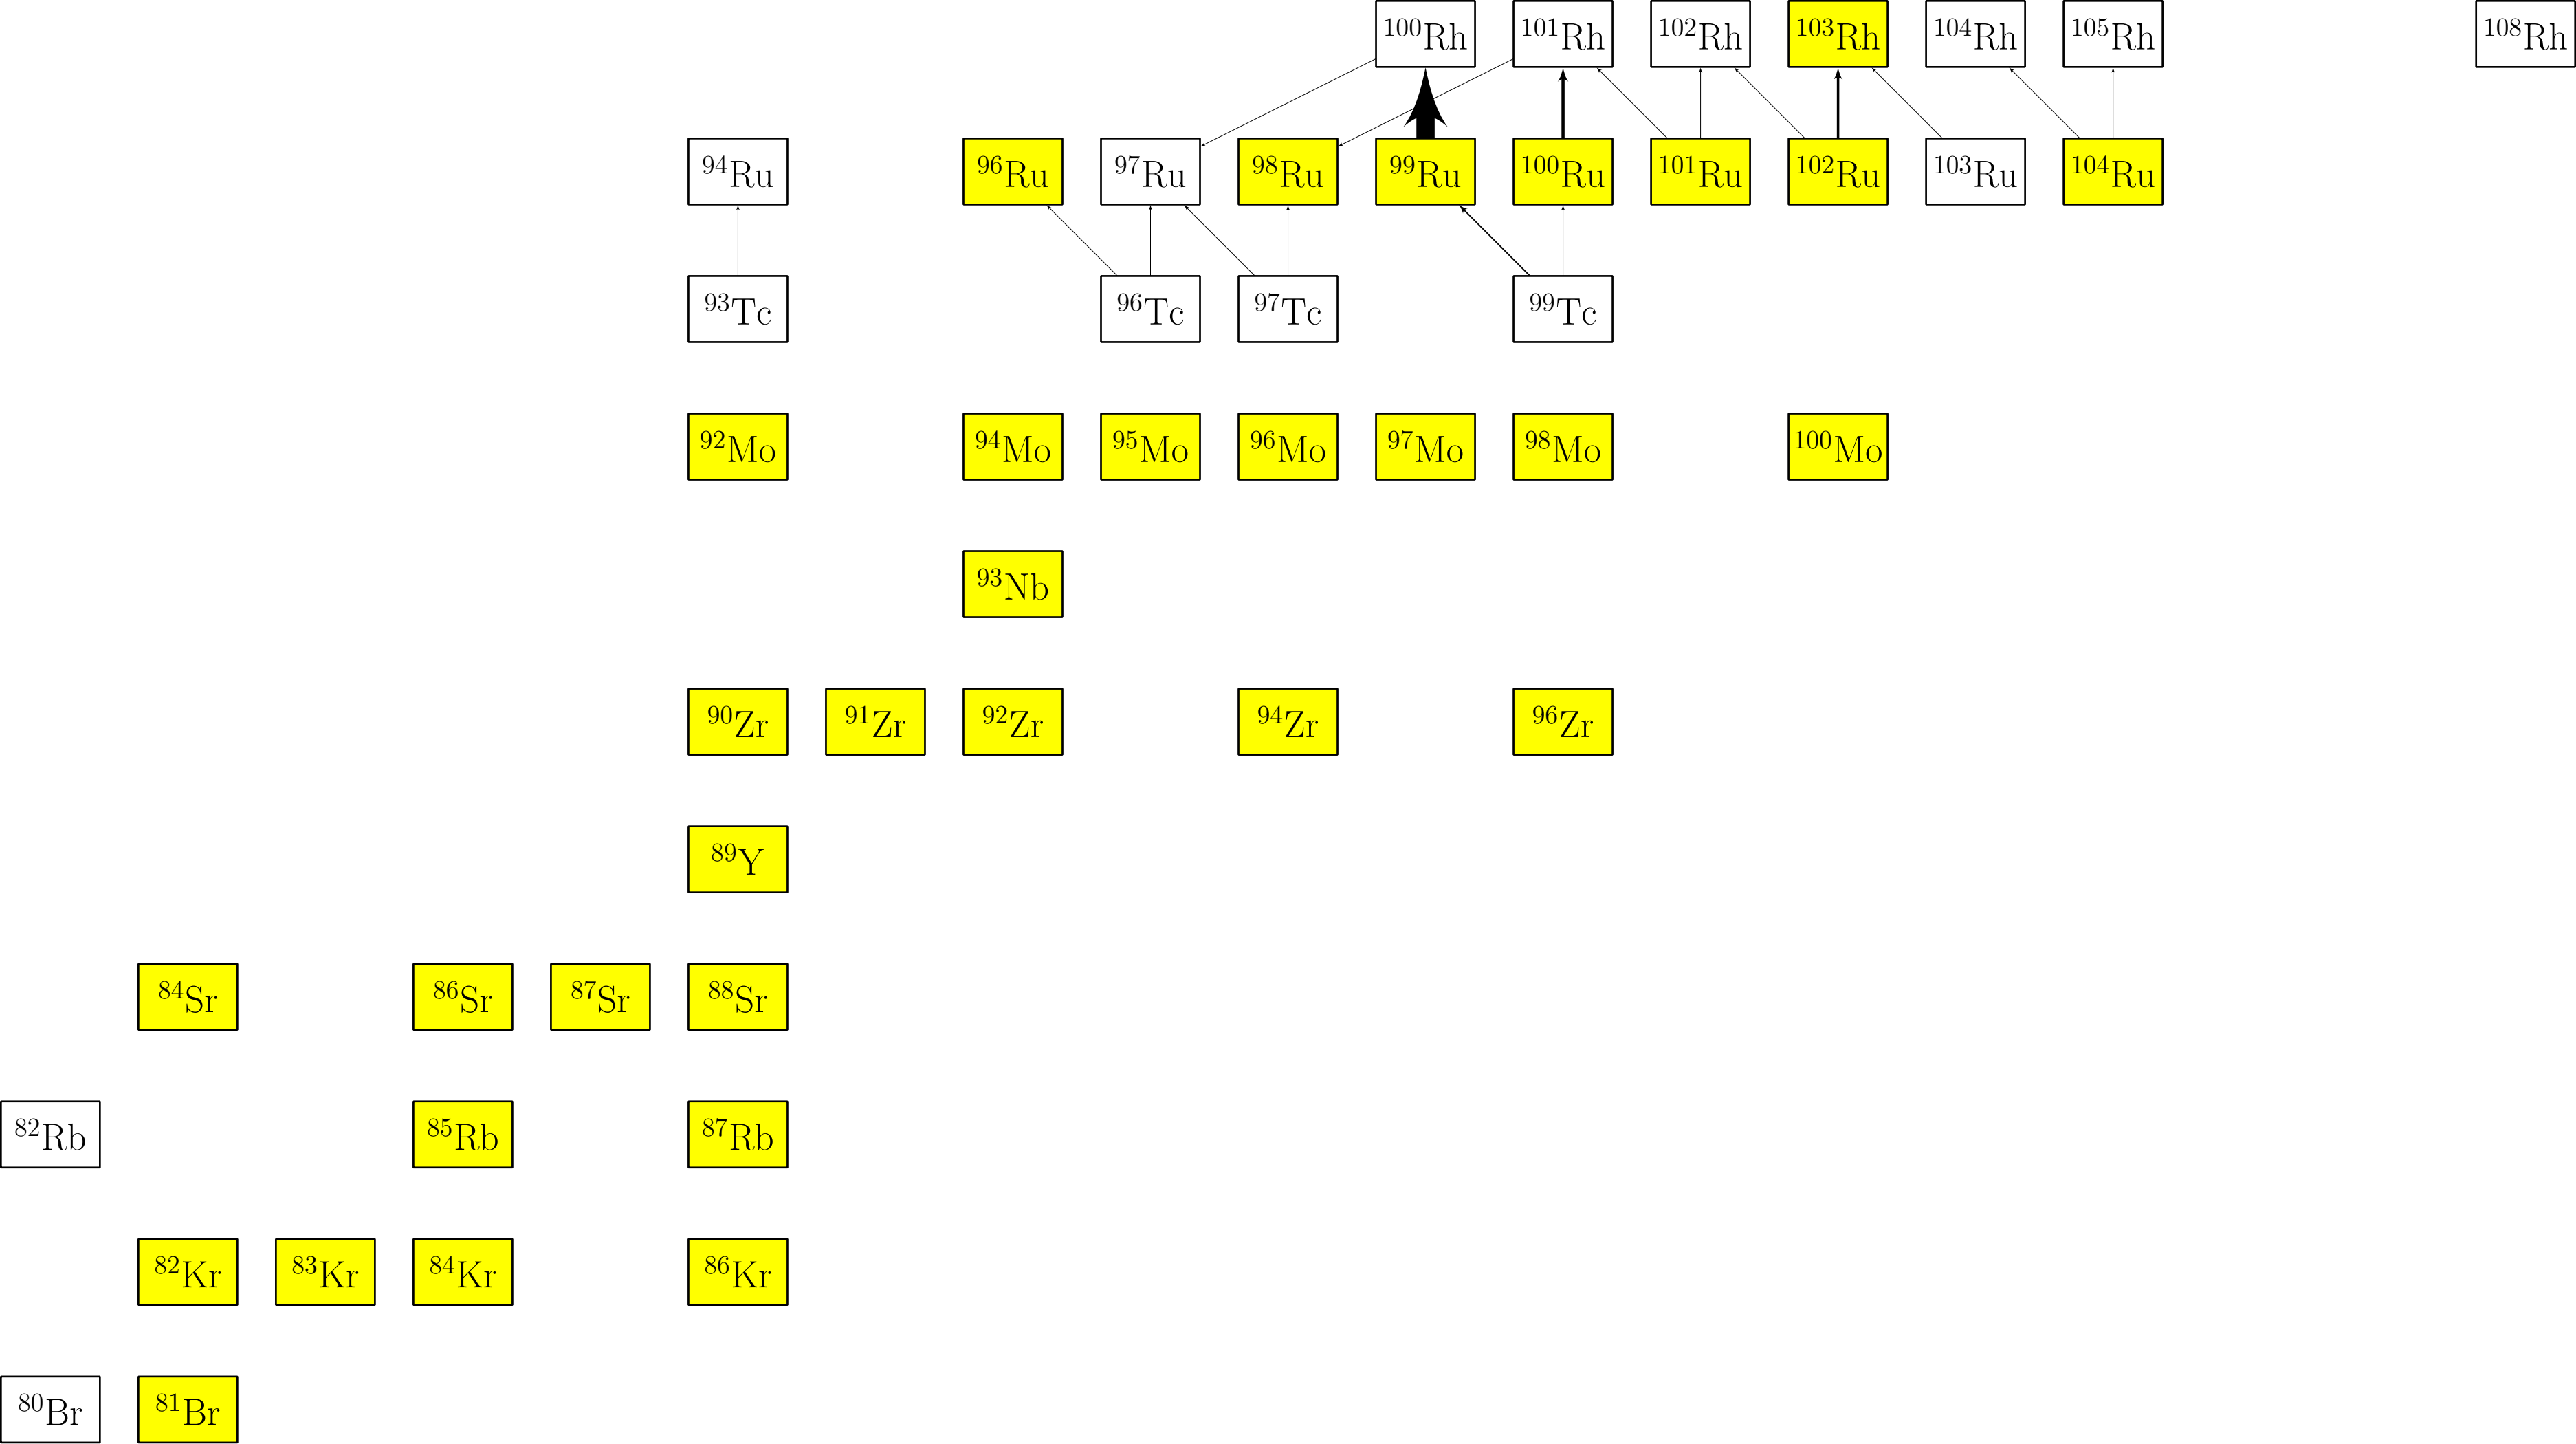 ¹⁰⁰Rh ¹⁰¹Rh ¹⁰²Rh ¹⁰³Rh ¹⁰⁴Rh ¹⁰⁵Rh ¹⁰⁸Rh
⁹⁴Ru ⁹⁶Ru ⁹⁷Ru ⁹⁸Ru ⁹⁹Ru ¹⁰⁰Ru ¹⁰¹Ru ¹⁰²Ru ¹⁰³Ru ¹⁰⁴Ru
⁹³Tc ⁹⁶Tc ⁹⁷Tc ⁹⁹Tc
⁹²Mo ⁹⁴Mo ⁹⁵Mo ⁹⁶Mo ⁹⁷Mo ⁹⁸Mo ¹⁰⁰Mo
⁹³Nb
⁹⁰Zr ⁹¹Zr ⁹²Zr ⁹⁴Zr ⁹⁶Zr
⁸⁹Y
⁸⁴Sr ⁸⁶Sr ⁸⁷Sr ⁸⁸Sr
⁸²Rb ⁸⁵Rb ⁸⁷Rb
⁸²Kr ⁸³Kr ⁸⁴Kr ⁸⁶Kr
⁸⁰Br ⁸¹Br